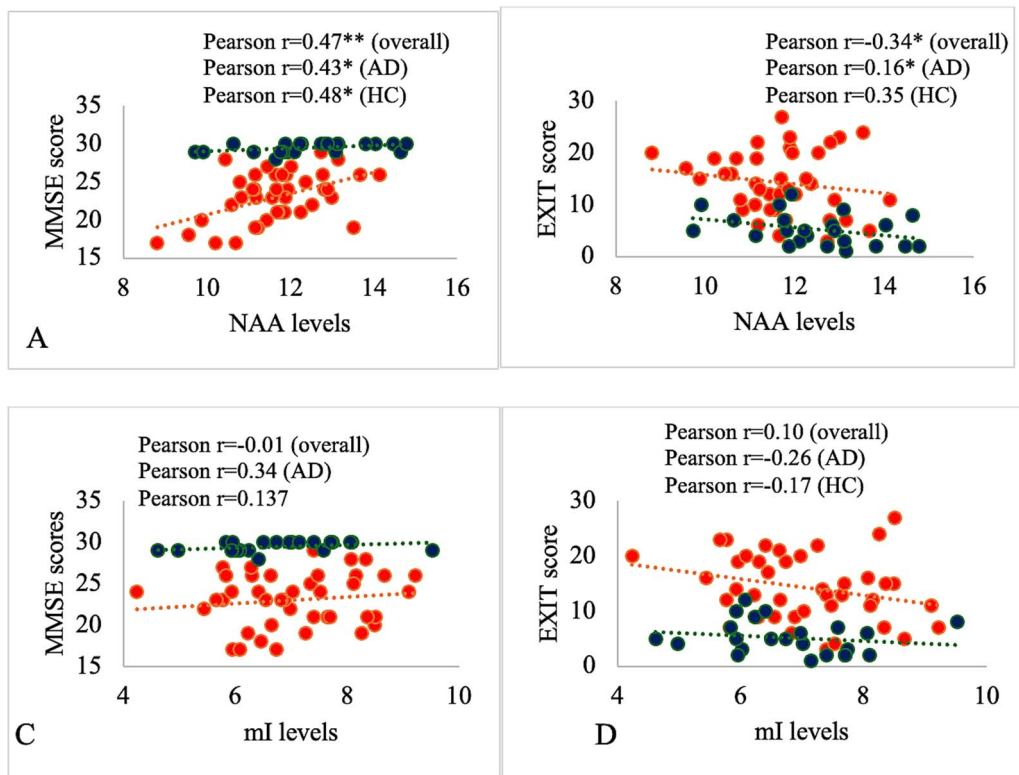 Pearson r=0.47** (overall)
Pearson r=0.43* (AD)
Pearson r=0.48* (HC)
MMSE score
35
30
25
20
15
8
10
12
14
16
NAA levels
A
Pearson r=-0.34* (overall)
Pearson r=0.16* (AD)
Pearson r=0.35 (HC)
EXIT score
30
20
10
0
8
10
12
14
16
NAA levels
Pearson r=-0.01 (overall)
Pearson r=0.34 (AD)
Pearson r=0.137
MMSE scores
35
30
25
20
15
4
6
8
10
mI levels
C
Pearson r=0.10 (overall)
Pearson r=-0.26 (AD)
Pearson r=-0.17 (HC)
EXIT score
30
20
10
0
4
6
8
10
mI levels
D